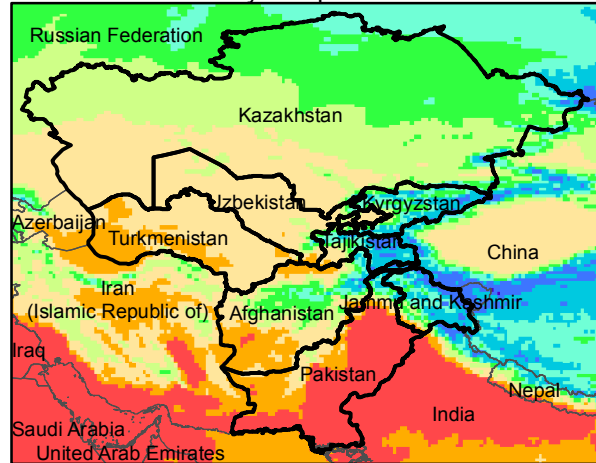 Russian Federation
Kazakhstan
Uzbekistan
Kyrgyzstan
Azerbaijan
Turkmenistan
Tajikistan
China
Iran
(Islamic Republic of)
Afghanistan
Jammu and Kashmir
Iraq
Pakistan
Nepal
India
Saudi Arabia
United Arab Emirates